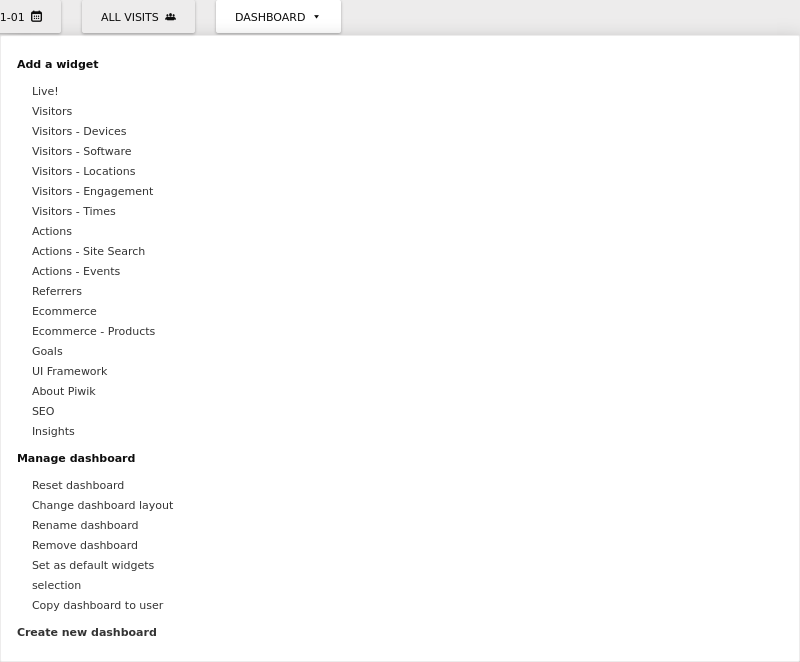 1-01
ALL VISITS
DASHBOARD
Add a widget
Live!
Visitors
Visitors - Devices
Visitors - Software
Visitors - Locations
Visitors - Engagement
Visitors - Times
Actions
Actions - Site Search
Actions - Events
Referrers
Ecommerce
Ecommerce - Products
Goals
UI Framework
About Piwik
SEO
Insights
Manage dashboard
Reset dashboard
Change dashboard layout
Rename dashboard
Remove dashboard
Set as default widgets
selection
Copy dashboard to user
Create new dashboard